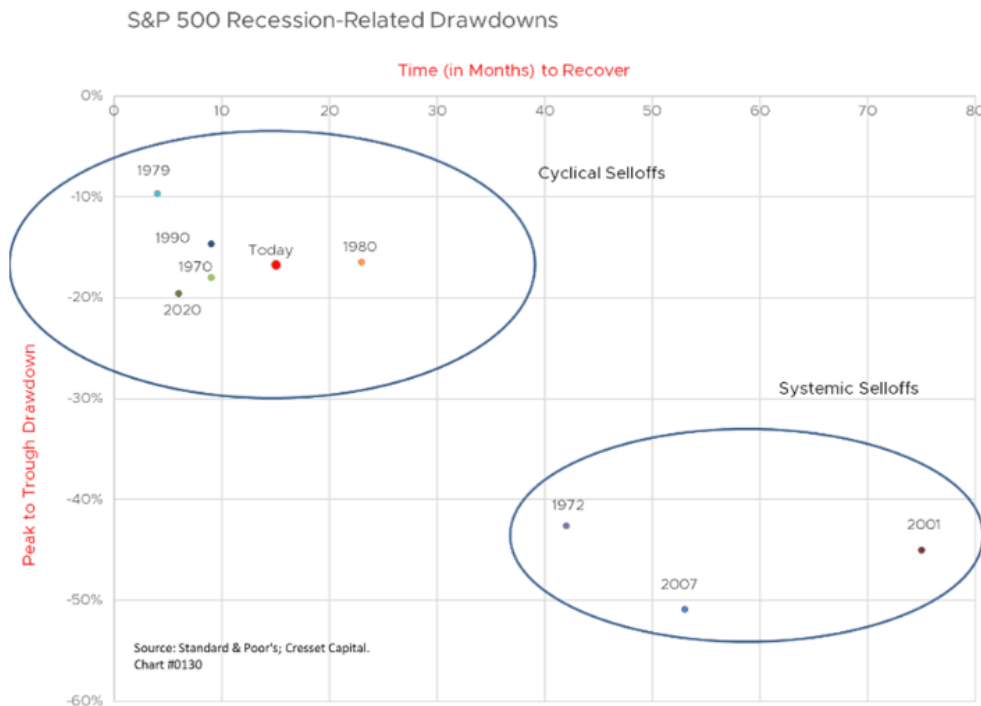 S&P 500 Recession-Related Drawdowns
Time (in Months) to Recover
0%
0 10 20 30 40 50 60 70 80
1979
Cyclical Selloffs
-10%
1990
Today
1980
1970
-20%
2020
Peak to Trough Drawdown
-30%
Systemic Selloffs
-40%
1972
2001
2007
-50%
Source: Standard & Poor's; Cresset Capital.
Chart #0130
-60%